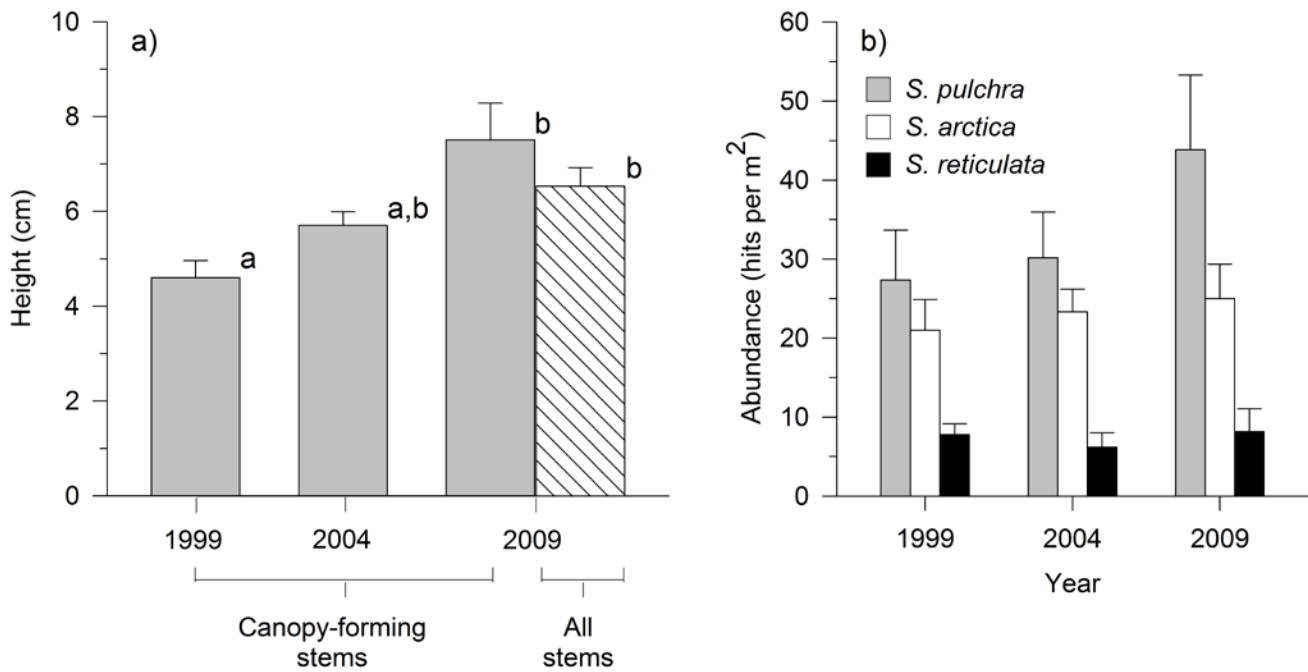 a)
Height (cm)
10
8
6
4
2
0
a
a,b
b
b
1999
2004
2009
Canopy-forming
stems
All
stems
b)
Abundance (hits per m²)
60
50
40
30
20
10
0
S. pulchra
S. arctica
S. reticulata
1999
2004
2009
Year